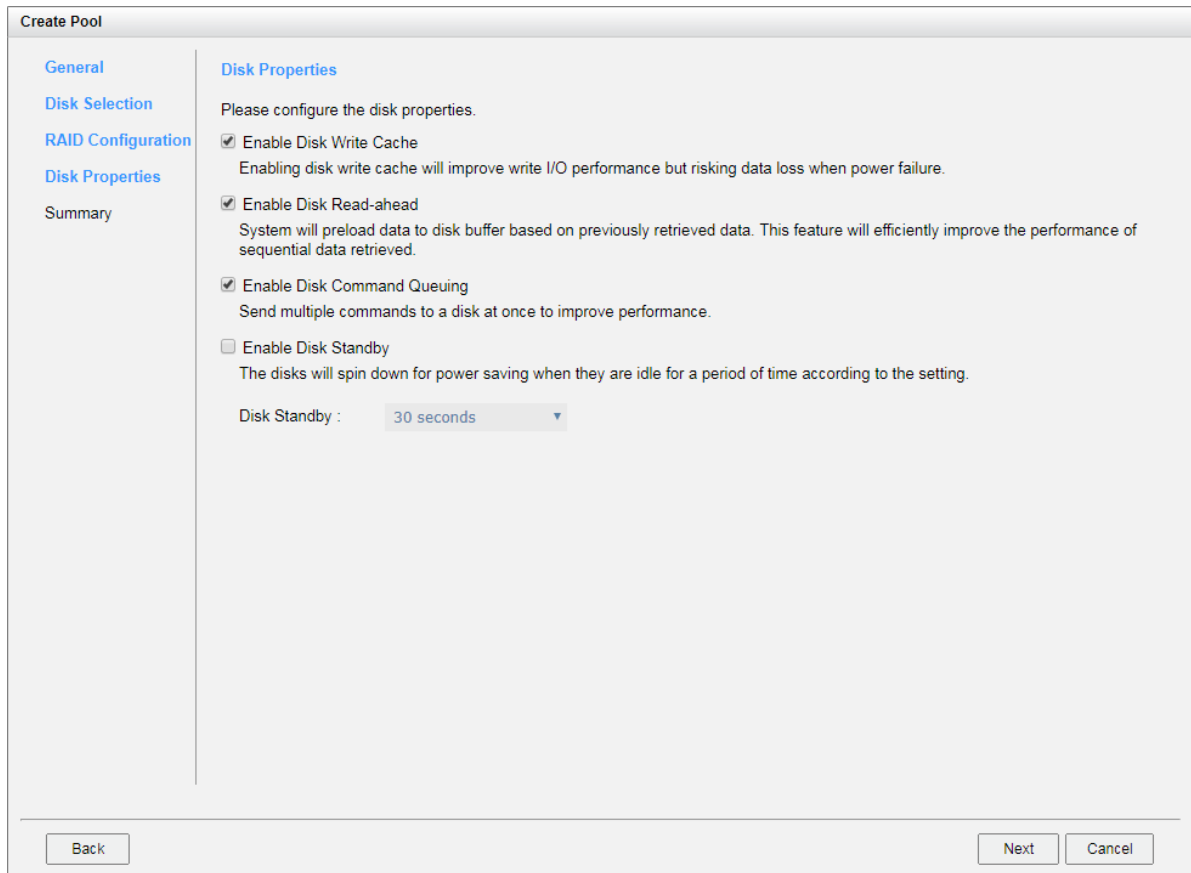 Create Pool
General
Disk Selection
RAID Configuration
Disk Properties
Summary
Disk Properties
Please configure the disk properties.
Enable Disk Write Cache
Enabling disk write cache will improve write I/O performance but risking data loss when power failure.
Enable Disk Read-ahead
System will preload data to disk buffer based on previously retrieved data. This feature will efficiently improve the performance of
sequential data retrieved.
Enable Disk Command Queuing
Send multiple commands to a disk at once to improve performance.
Enable Disk Standby
The disks will spin down for power saving when they are idle for a period of time according to the setting.
Disk Standby : 30 seconds
Back Next Cancel